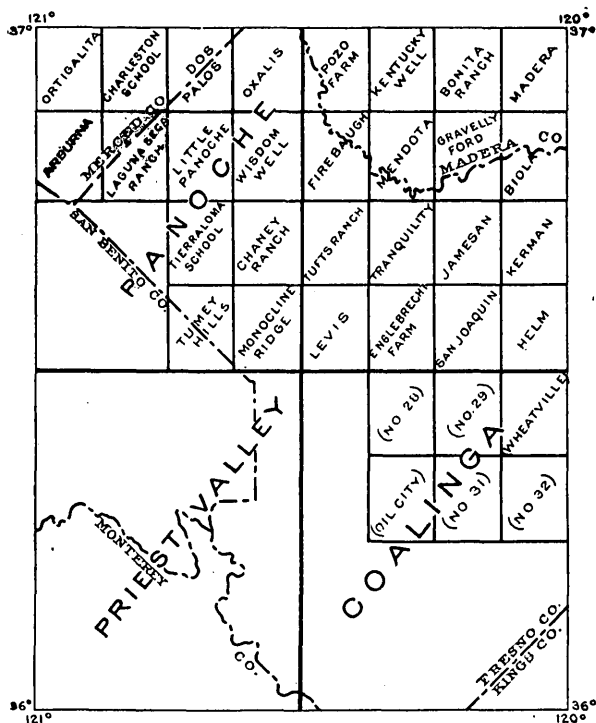 121°
120°
37°
37°
ORTIGALITA
CHARLESTON
SCHOOL
DOS
PALOS
OXALIS
POZO
FARM
KENTUCKY
WELL
BONITA
RANCH
MADERA
MERCED CO
LAGUNA SECA
RANCH
LITTLE
PANOCHE
WISDOM
WELL
FIREBAUGH
MENDOTA
GRAVELLY
FORD
MADERA CO
BIOLA
PANOCHE
SAN BENITO CO.
TIERRALOMA
SCHOOL
CHANEY
RANCH
TUFTS RANCH
TRANQUILITY
JAMESAN
KERMAN
TUMEY
HILLS
MONOCLINE
RIDGE
LEVIS
ENGLEBRECHT
FARM
SAN JOAQUIN
HELM
(NO 28)
(NO.29)
WHEATVILLE
(OIL CITY)
(NO 31)
(NO 32)
PRIEST VALLEY
COALINGA
MONTEREY
CO.
FRESNO CO.
KINGS CO.
36°
36°
121°
120°